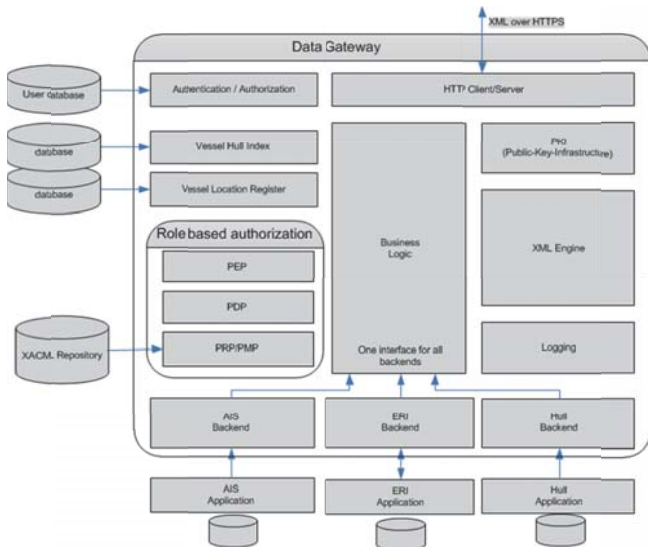 XML over HTTPS
Data Gateway
User database
Authentication / Authorization
HTTP Client/Server
database
Vessel Hull Index
PKI
(Public-Key-Infrastructure)
database
Vessel Location Register
Role based authorization
Business
Logic
XML Engine
PEP
PDP
XACML Repository
PRP/PMP
One interface for all
backends
Logging
AIS
Backend
ERI
Backend
Hull
Backend
AIS
Application
ERI
Application
Hull
Application